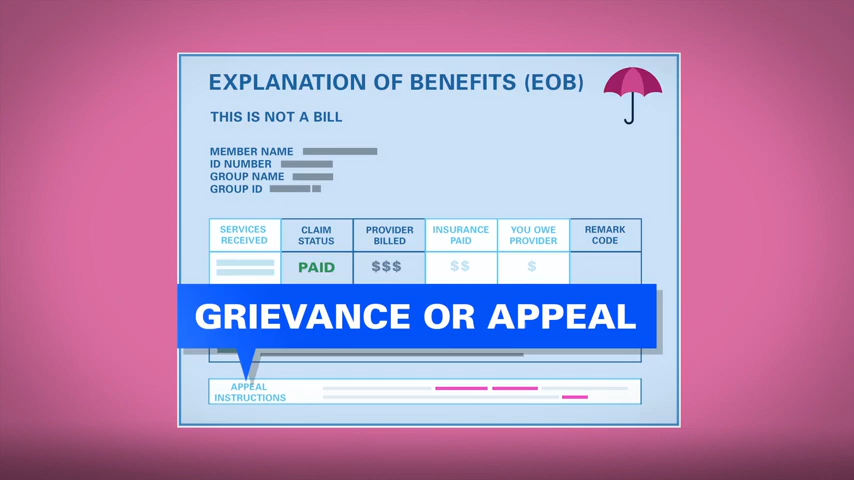 EXPLANATION OF BENEFITS (EOB)
THIS IS NOT A BILL
MEMBER NAME
ID NUMBER
GROUP NAME
GROUP ID
SERVICES RECEIVED CLAIM STATUS PROVIDER BILLED INSURANCE PAID YOU OWE PROVIDER REMARK CODE
PAID $$$ $$ $
GRIEVANCE OR APPEAL
APPEAL
INSTRUCTIONS